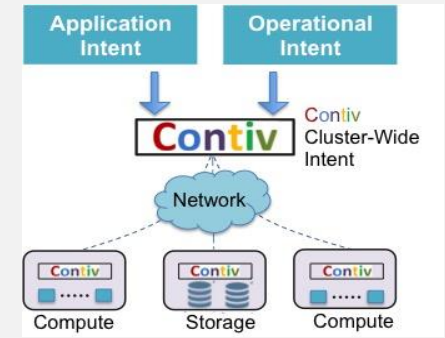 Application
Intent
Operational
Intent
Contiv
Contiv
Cluster-Wide
Intent
Network
Contiv
Contiv
Contiv
Compute
Storage
Compute